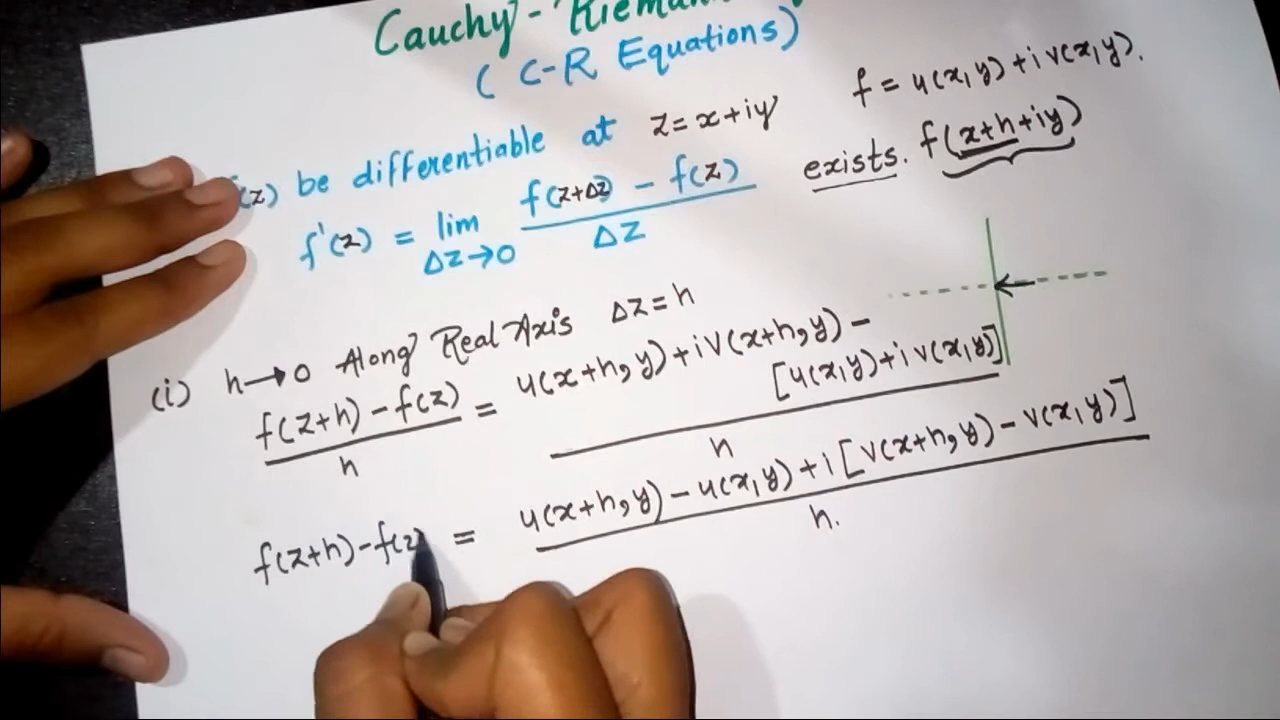 Cauchy-
(C-R Equations)
f = u(x,y)+iv(x,y).
(z) be differentiable at z=x+iy
f'(z) = lim Δz→0 f(z+Δz) - f(z) / Δz exists. f(x+h+iy)
(i) h→0 Along Real Axis Δz=h
f(z+h)-f(z) / h = u(x+h,y)+iv(x+h,y)-
[u(x,y)+iv(x,y)] / h
f(z+h)-f(z = u(x+h,y)-u(x,y)+i[v(x+h,y)-v(x,y)] / h.